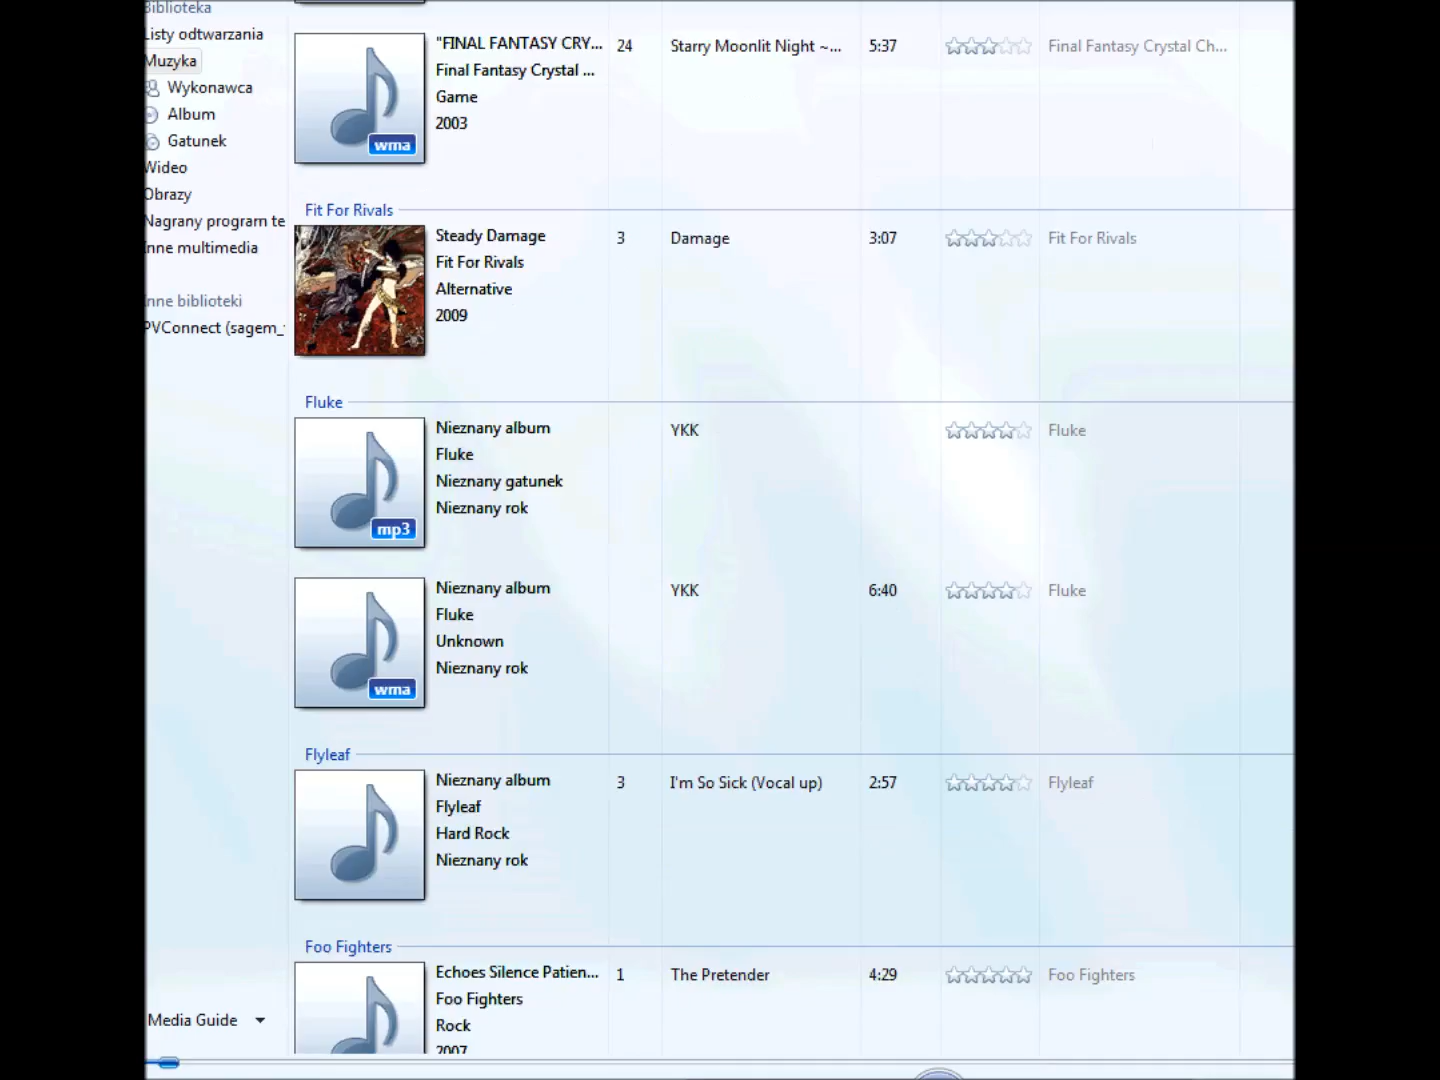 Biblioteka
Listy odtwarzania
Muzyka
Wykonawca
Album
Gatunek
Wideo
Obrazy
Nagrany program te
Inne multimedia
Inne biblioteki
PVConnect (sagem_
Media Guide
"FINAL FANTASY CRY... 24 Starry Moonlit Night ~... 5:37 Final Fantasy Crystal Ch...
Final Fantasy Crystal ...
Game
2003
wma
Fit For Rivals
Steady Damage 3 Damage 3:07 Fit For Rivals
Fit For Rivals
Alternative
2009
Fluke
Nieznany album YKK Fluke
Fluke
Nieznany gatunek
Nieznany rok
mp3
Nieznany album YKK 6:40 Fluke
Fluke
Unknown
Nieznany rok
wma
Flyleaf
Nieznany album 3 I'm So Sick (Vocal up) 2:57 Flyleaf
Flyleaf
Hard Rock
Nieznany rok
Foo Fighters
Echoes Silence Patien... 1 The Pretender 4:29 Foo Fighters
Foo Fighters
Rock
2007